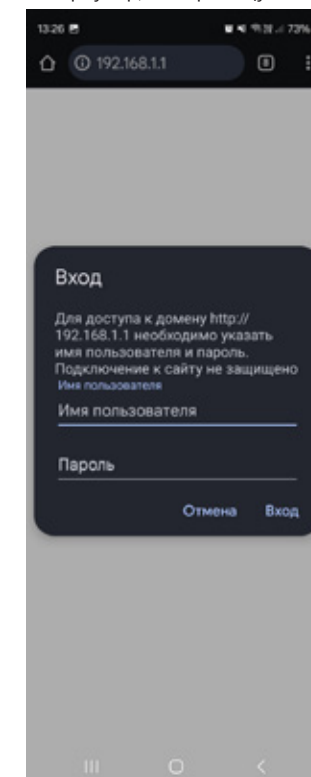 13:26
73%
192.168.1.1
Вход
Для доступа к домену http://
192.168.1.1 необходимо указать
имя пользователя и пароль.
Подключение к сайту не защищено
Имя пользователя
Имя пользователя
Пароль
Отмена Вход